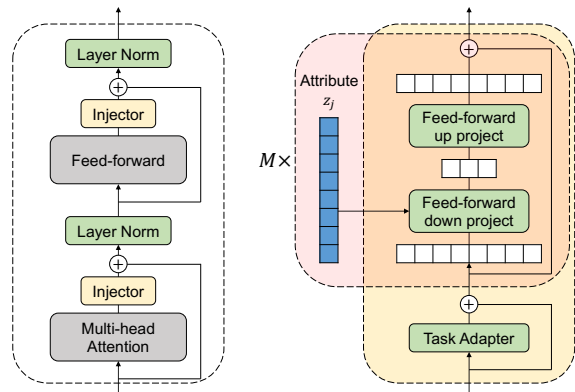 Layer Norm
Injector
Feed-forward
Layer Norm
Injector
Multi-head
Attention
Attribute
z_j
M×
Feed-forward
up project
Feed-forward
down project
Task Adapter